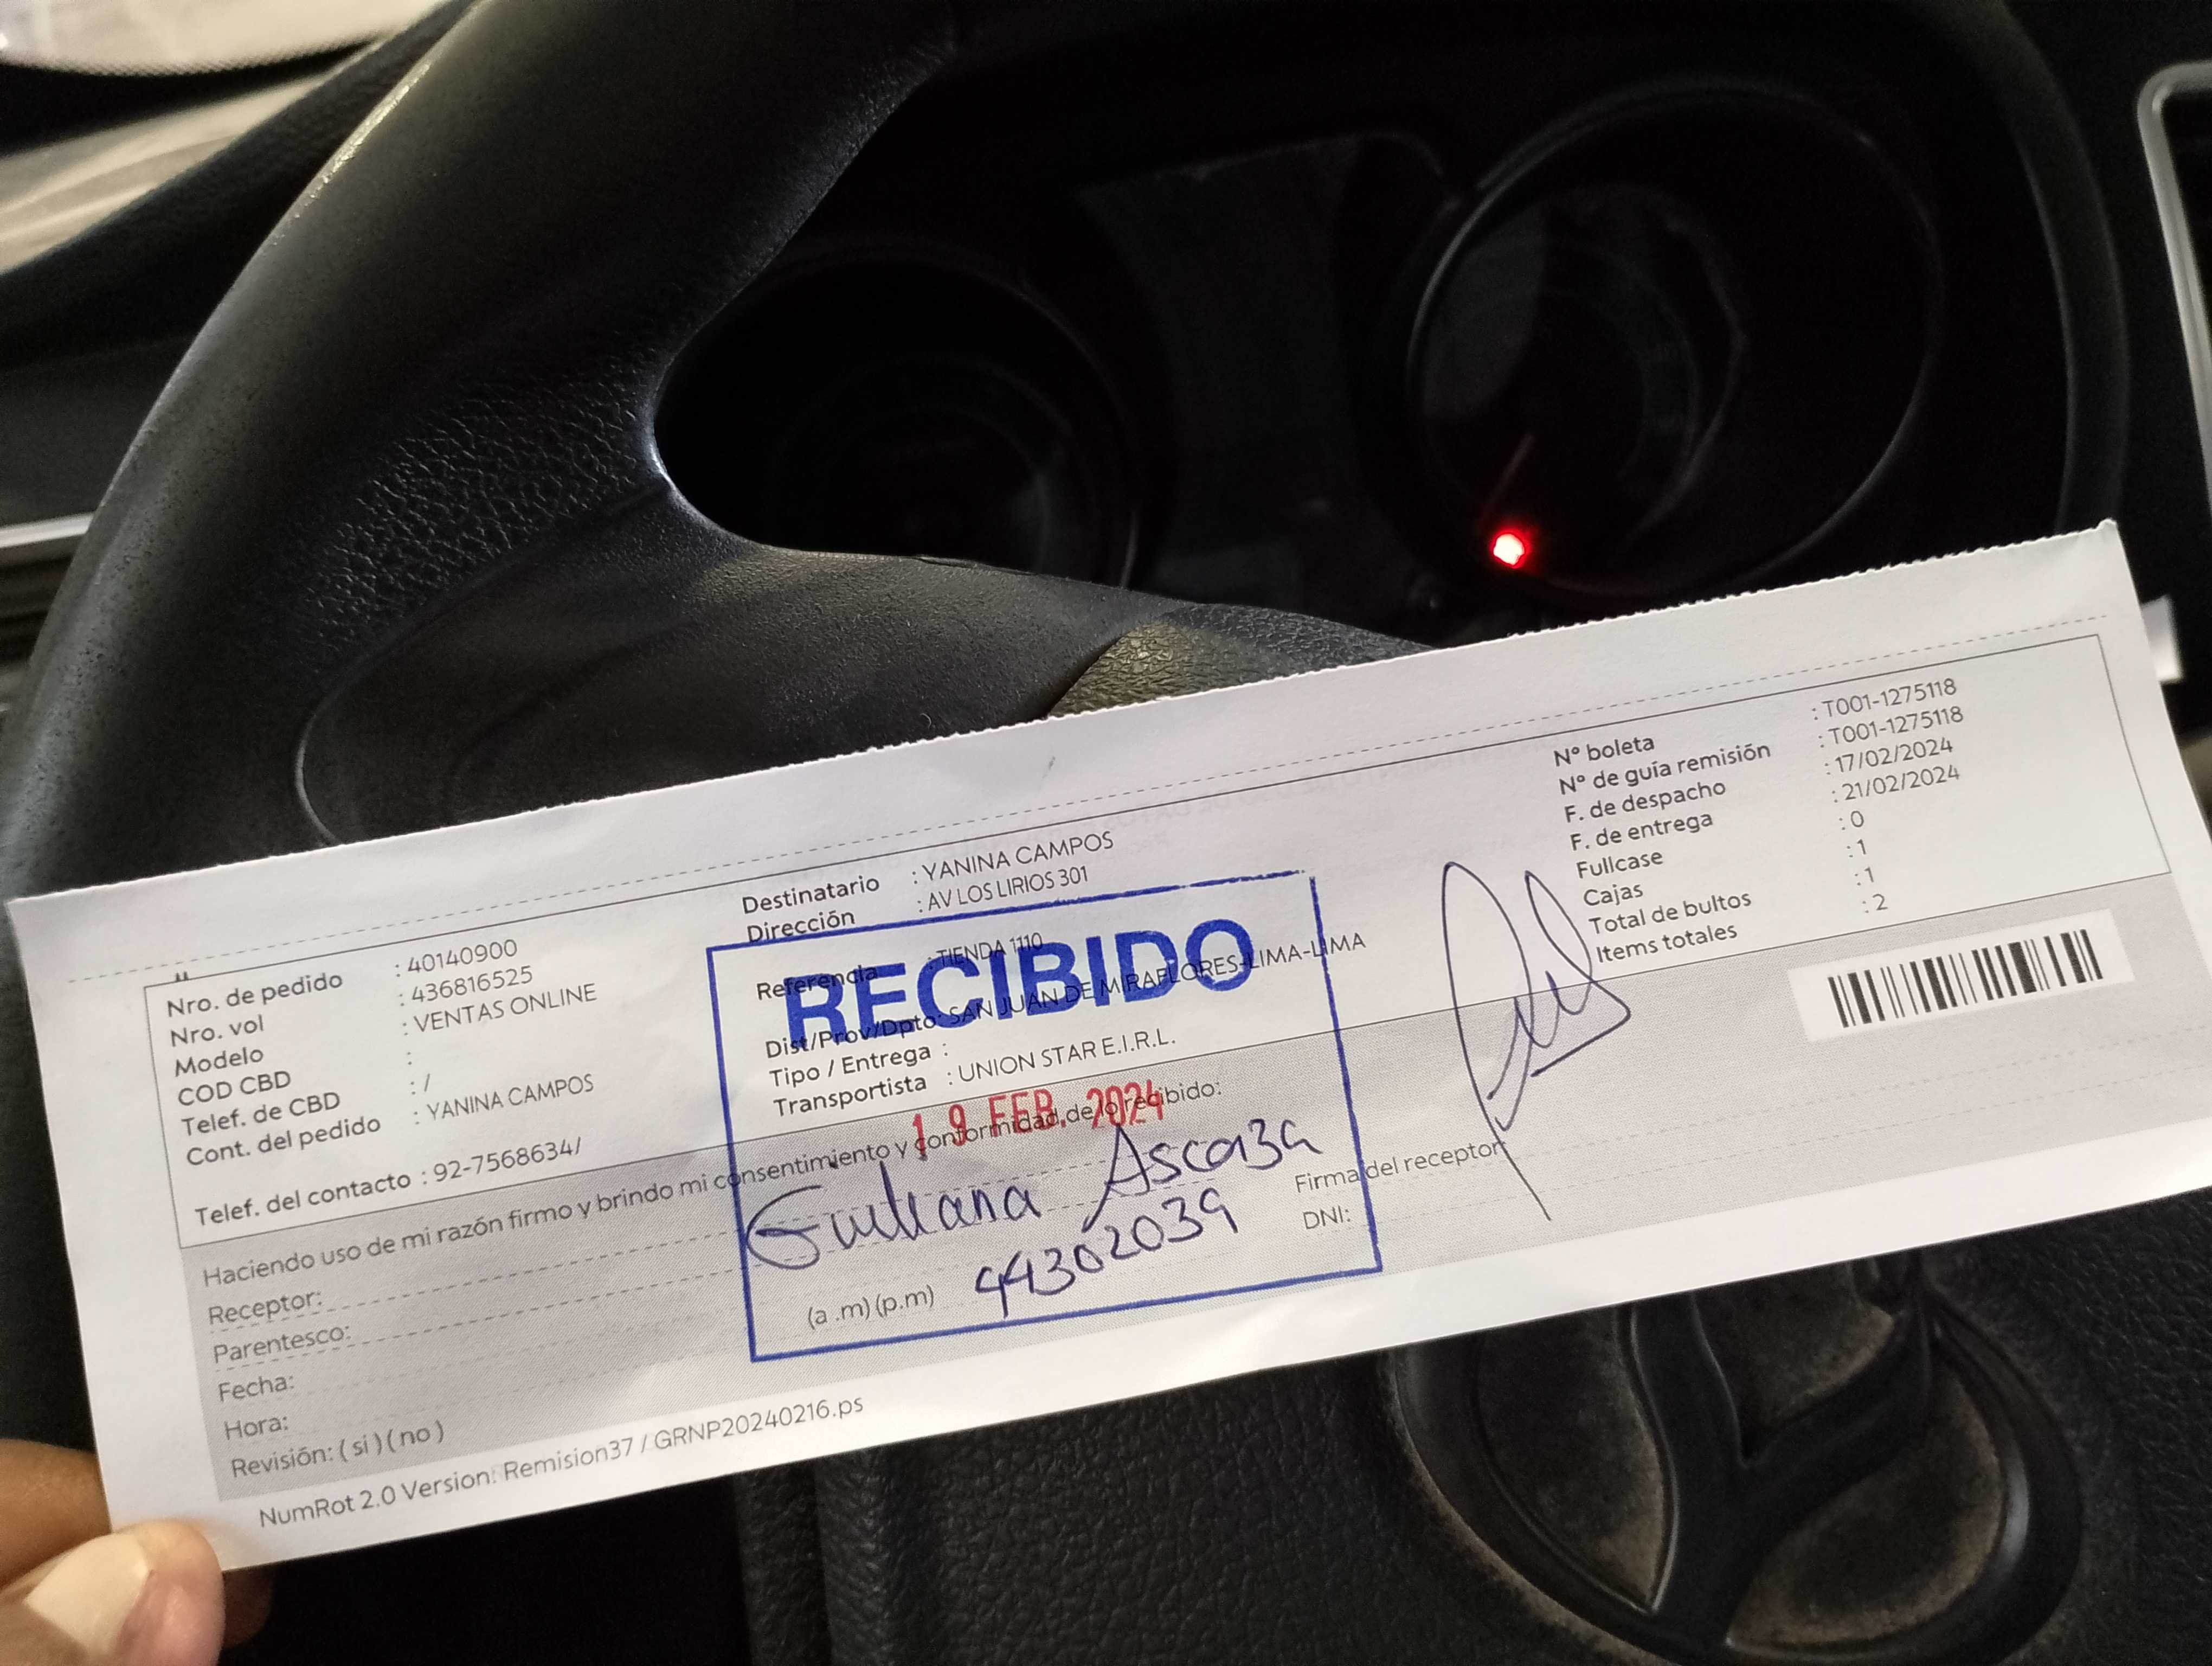 Nro. de pedido : 40140900
Nro. vol : 436816525
Modelo : VENTAS ONLINE
COD CBD :
Telef. de CBD : /
Cont. del pedido : YANINA CAMPOS
Telef. del contacto : 92-7568634/
Destinatario : YANINA CAMPOS
Dirección : AV LOS LIRIOS 301
Referencia : TIENDA 1110
Dist/Prov/Dpto: SAN JUAN DE MIRAFLORES-LIMA-LIMA
Tipo / Entrega :
Transportista : UNION STAR E.I.R.L.
Nº boleta : T001-1275118
Nº de guía remisión : T001-1275118
F. de despacho : 17/02/2024
F. de entrega : 21/02/2024
Fullcase : 0
Cajas : 1
Total de bultos : 1
Items totales : 2
RECIBIDO
19 FEB. 2024
Haciendo uso de mi razón firmo y brindo mi consentimiento y conformidad de lo recibido:
Receptor:
Giuliana Ascaza
Parentesco:
Fecha:
Hora: (a .m) (p.m)
44302039
Firma del receptor
DNI:
Revisión: ( si ) ( no )
NumRot 2.0 Version: Remision37 / GRNP20240216.ps